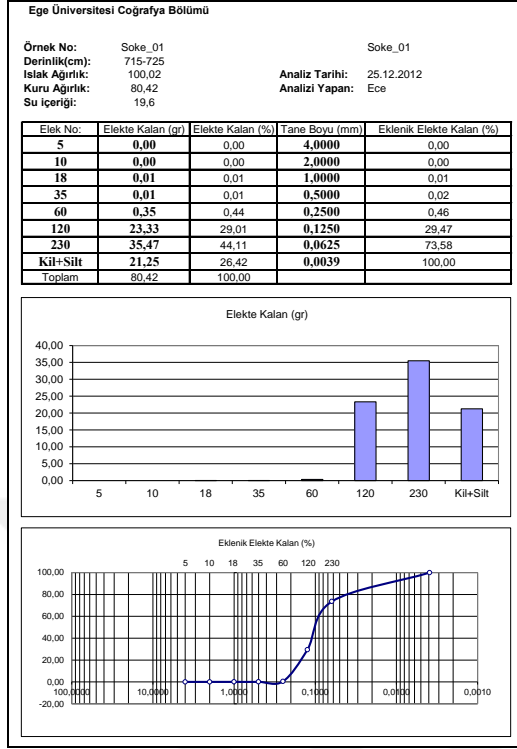 Ege Üniversitesi Coğrafya Bölümü
Örnek No: Soke_01 Soke_01
Derinlik(cm): 715-725
Islak Ağırlık: 100,02 Analiz Tarihi: 25.12.2012
Kuru Ağırlık: 80,42 Analizi Yapan: Ece
Su içeriği: 19,6
Elek No: Elekte Kalan (gr) Elekte Kalan (%) Tane Boyu (mm) Eklenik Elekte Kalan (%)
5 0,00 0,00 4,0000 0,00
10 0,00 0,00 2,0000 0,00
18 0,01 0,01 1,0000 0,01
35 0,01 0,01 0,5000 0,02
60 0,35 0,44 0,2500 0,46
120 23,33 29,01 0,1250 29,47
230 35,47 44,11 0,0625 73,58
Kil+Silt 21,25 26,42 0,0039 100,00
Toplam 80,42 100,00
Elekte Kalan (gr)
40,00
35,00
30,00
25,00
20,00
15,00
10,00
5,00
0,00
5 10 18 35 60 120 230 Kil+Silt
Eklenik Elekte Kalan (%)
5 10 18 35 60 120 230
100,00
80,00
60,00
40,00
20,00
0,00
100,0000 10,0000 1,0000 0,1000 0,0100 0,0010
-20,00